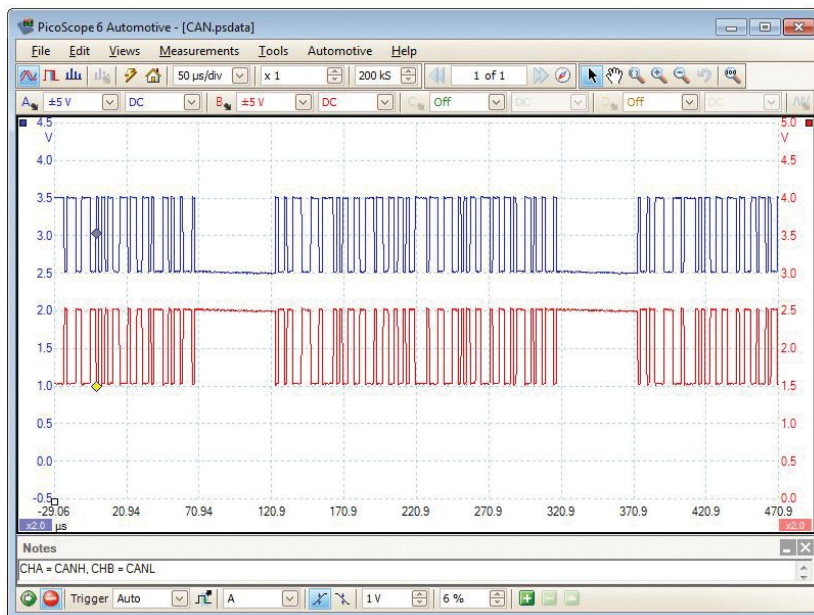 PicoScope 6 Automotive - [CAN.psdata]
File Edit Views Measurements Tools Automotive Help
50 µs/div x 1 200 kS 1 of 1
A ±5 V DC B ±5 V DC C Off DC D Off DC
4.5 5.0
V V
4.0 4.5
3.5 4.0
3.0 3.5
2.5 3.0
2.0 2.5
1.5 2.0
1.0 1.5
0.5 1.0
0.0 0.5
-0.5 0.0
-29.06 20.94 70.94 120.9 170.9 220.9 270.9 320.9 370.9 420.9 470.9
x2.0 µs x2.0
Notes
CHA = CANH, CHB = CANL
Trigger Auto A 1 V 6 %